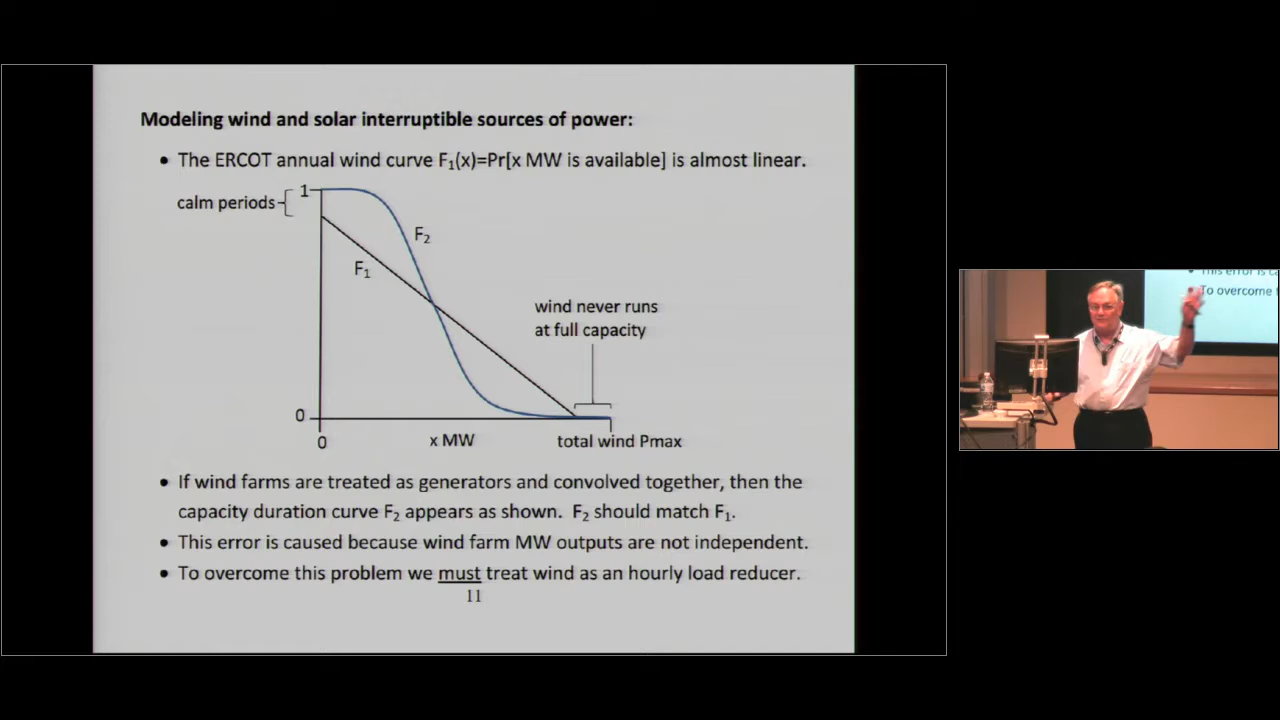 Modeling wind and solar interruptible sources of power:
• The ERCOT annual wind curve F₁(x)=Pr[x MW is available] is almost linear.
calm periods
1
F₂
F₁
wind never runs
at full capacity
0
0
x MW
total wind Pmax
• If wind farms are treated as generators and convolved together, then the
capacity duration curve F₂ appears as shown. F₂ should match F₁.
• This error is caused because wind farm MW outputs are not independent.
• To overcome this problem we must treat wind as an hourly load reducer.
11
• This error is ca
To overcome t